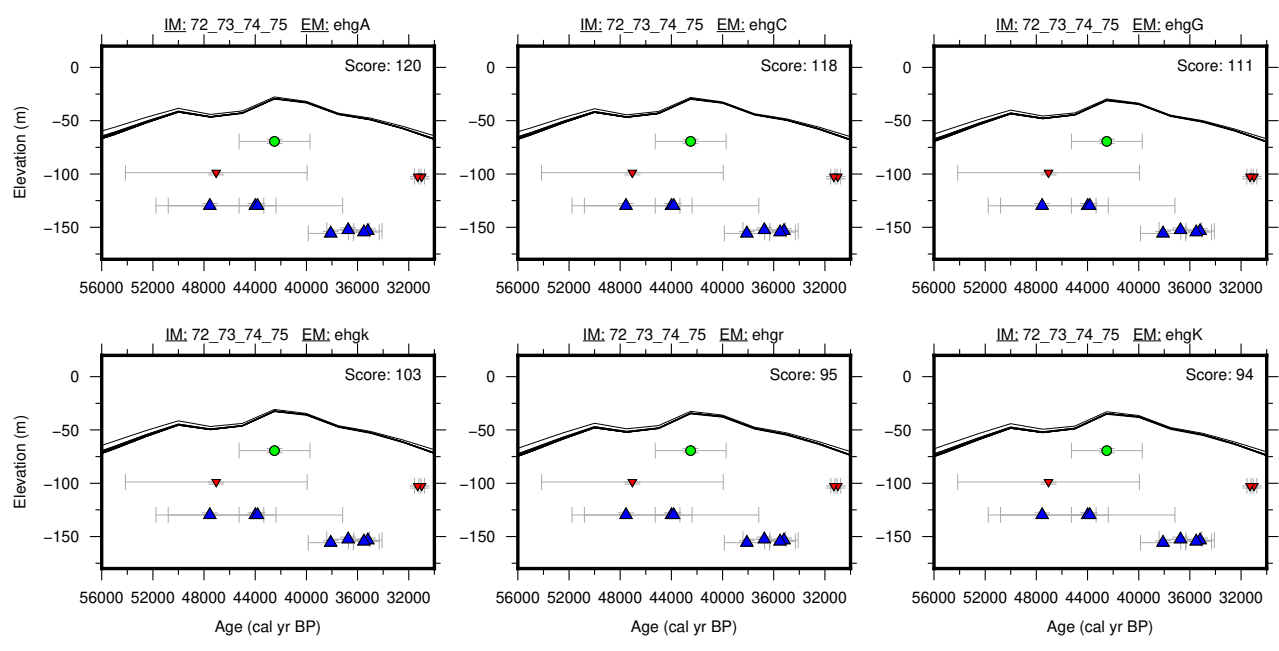 IM: 72_73_74_75 EM: ehgA
IM: 72_73_74_75 EM: ehgC
IM: 72_73_74_75 EM: ehgG
Score: 120
Score: 118
Score: 111
Elevation (m)
0
−50
−100
−150
0
−50
−100
−150
0
−50
−100
−150
56000 52000 48000 44000 40000 36000 32000
56000 52000 48000 44000 40000 36000 32000
56000 52000 48000 44000 40000 36000 32000
IM: 72_73_74_75 EM: ehgk
IM: 72_73_74_75 EM: ehgr
IM: 72_73_74_75 EM: ehgK
Score: 103
Score: 95
Score: 94
Elevation (m)
0
−50
−100
−150
0
−50
−100
−150
0
−50
−100
−150
56000 52000 48000 44000 40000 36000 32000
56000 52000 48000 44000 40000 36000 32000
56000 52000 48000 44000 40000 36000 32000
Age (cal yr BP)
Age (cal yr BP)
Age (cal yr BP)